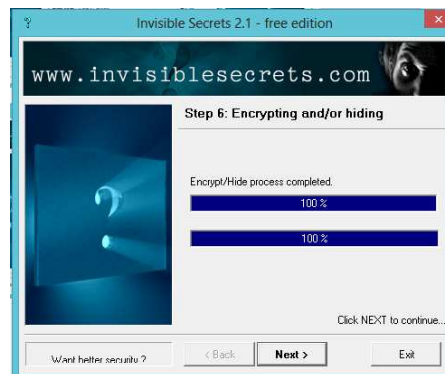 ? Invisible Secrets 2.1 - free edition x
www.invisiblesecrets.com
Step 6: Encrypting and/or hiding
Encrypt/Hide process completed.
100 %
100 %
Click NEXT to continue...
Want better security ? < Back Next > Exit